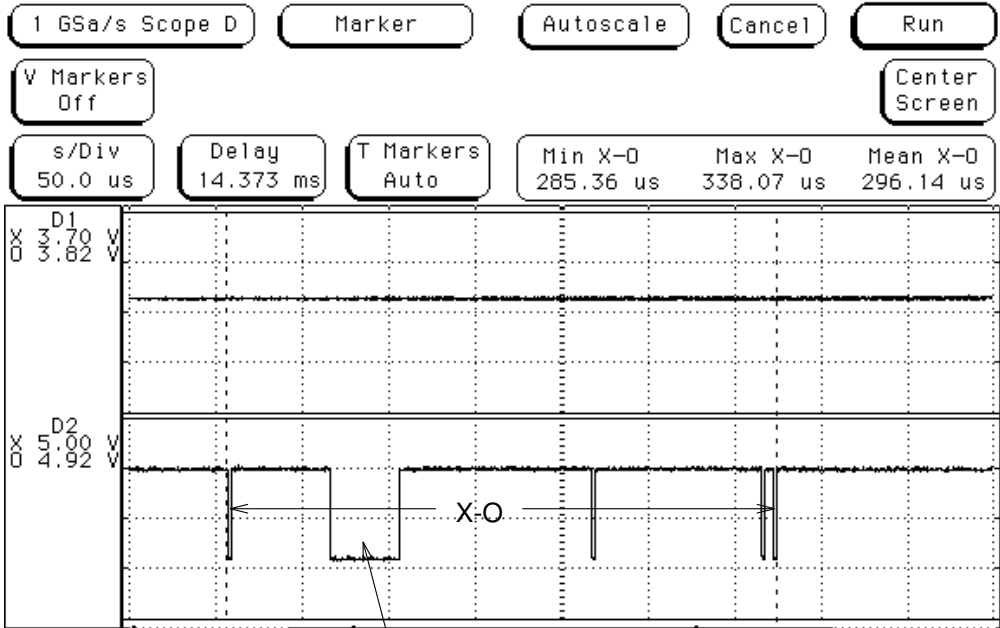 1 GSa/s Scope D Marker Autoscale Cancel Run
V Markers Off
Center Screen
s/Div 50.0 us
Delay 14.373 ms
T Markers Auto
Min X-O Max X-O Mean X-O
285.36 us 338.07 us 296.14 us
D1
X 3.70 V
O 3.82 V
D2
X 5.00 V
O 4.92 V
X-O